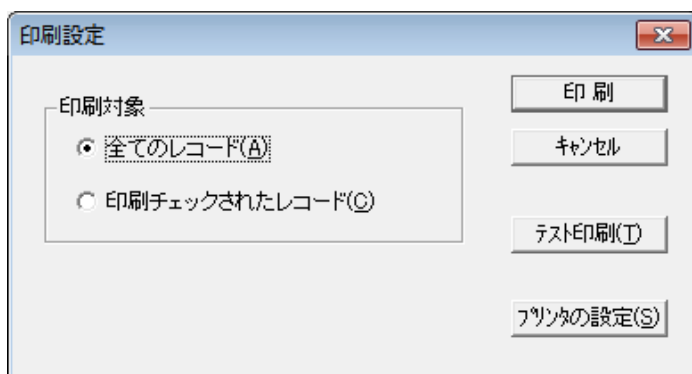 印刷設定
印刷対象
全てのレコード(A)
印刷チェックされたレコード(C)
印 刷
ｷｬﾝｾﾙ
ﾃｽﾄ印刷(T)
ﾌﾟﾘﾝﾀの設定(S)